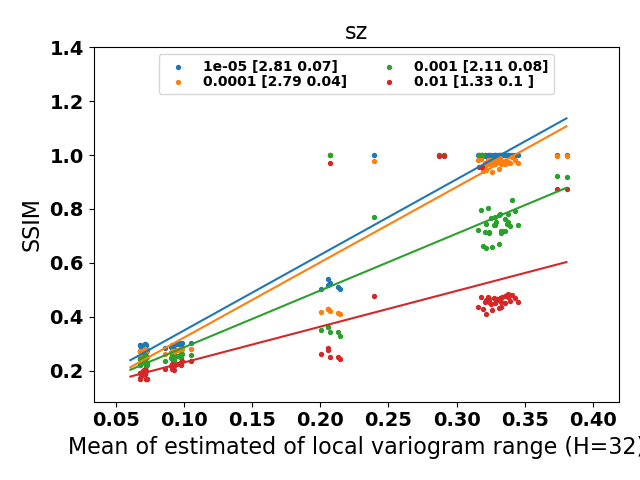 sz
1.4
1e-05 [2.81 0.07] 0.001 [2.11 0.08]
0.0001 [2.79 0.04] 0.01 [1.33 0.1 ]
1.2
1.0
0.8
0.6
0.4
0.2
SSIM
0.05 0.10 0.15 0.20 0.25 0.30 0.35 0.40
Mean of estimated of local variogram range (H=32)